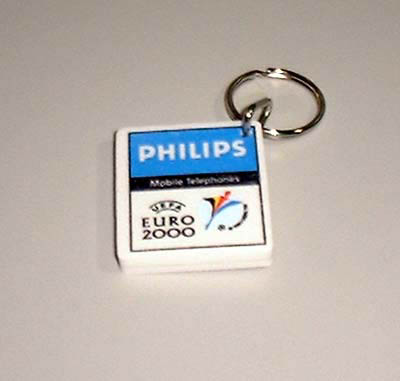 PHILIPS
Mobile Telephones
UEFA
EURO
2000